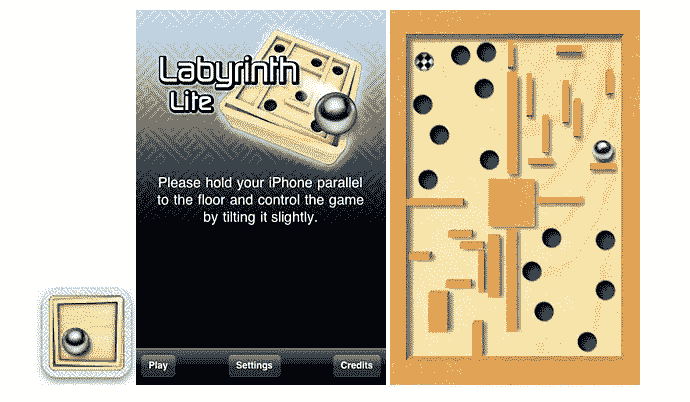 Labyrinth
Lite
Please hold your iPhone parallel
to the floor and control the game
by tilting it slightly.
Play
Settings
Credits